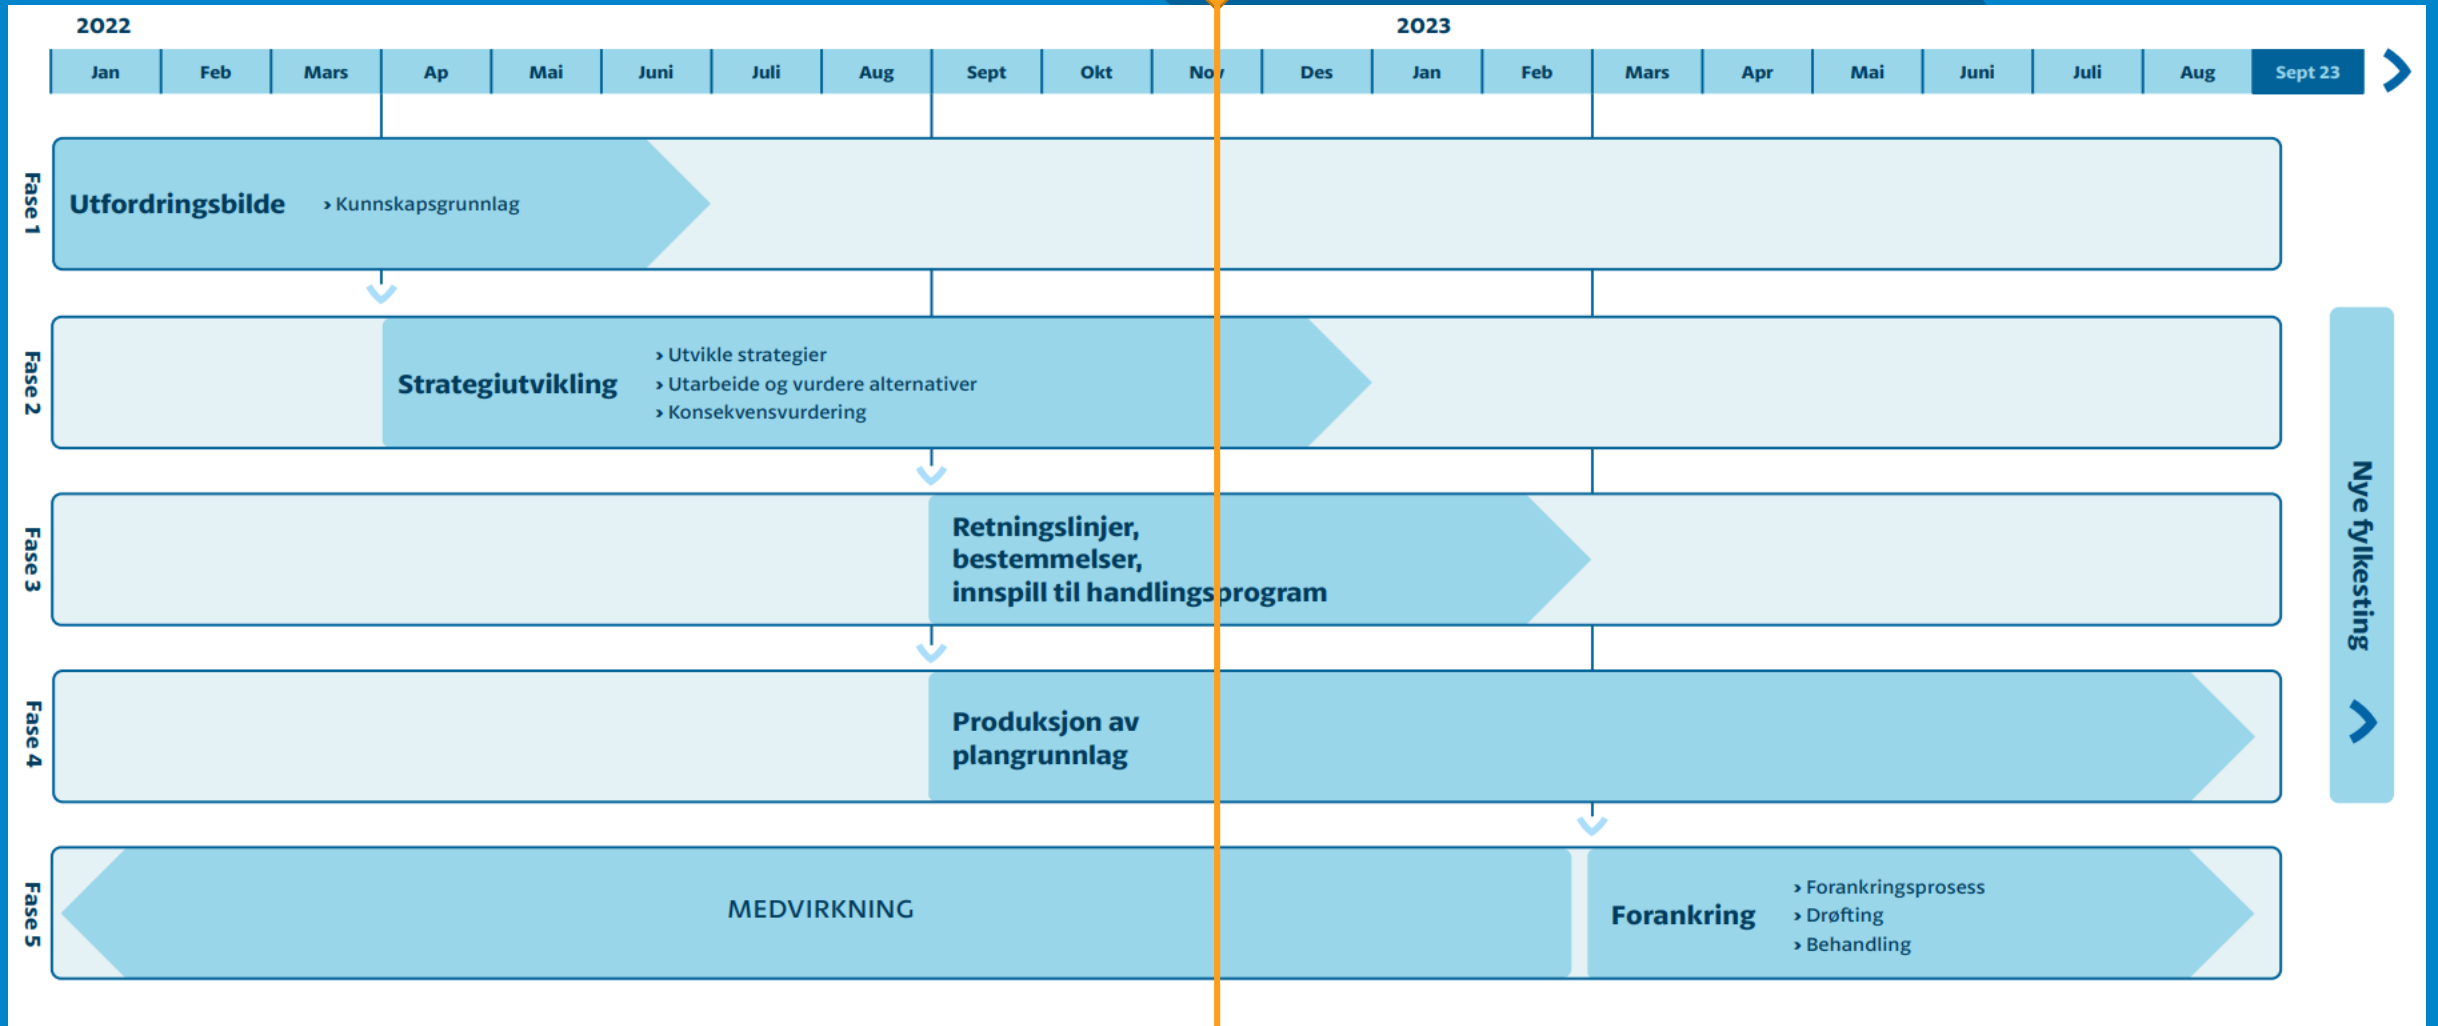 2022 2023
Jan Feb Mars Ap Mai Juni Juli Aug Sept Okt Nov Des Jan Feb Mars Apr Mai Juni Juli Aug Sept 23
Fase 1
Utfordringsbilde › Kunnskapsgrunnlag
Fase 2
Strategiutvikling
› Utvikle strategier
› Utarbeide og vurdere alternativer
› Konsekvensvurdering
Fase 3
Retningslinjer,
bestemmelser,
innspill til handlingsprogram
Fase 4
Produksjon av
plangrunnlag
Fase 5
MEDVIRKNING
Forankring
› Forankringsprosess
› Drøfting
› Behandling
Nye fylkesting